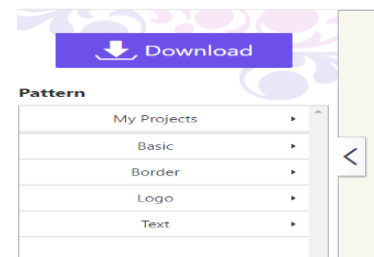 Download
Pattern
My Projects
Basic
Border
Logo
Text